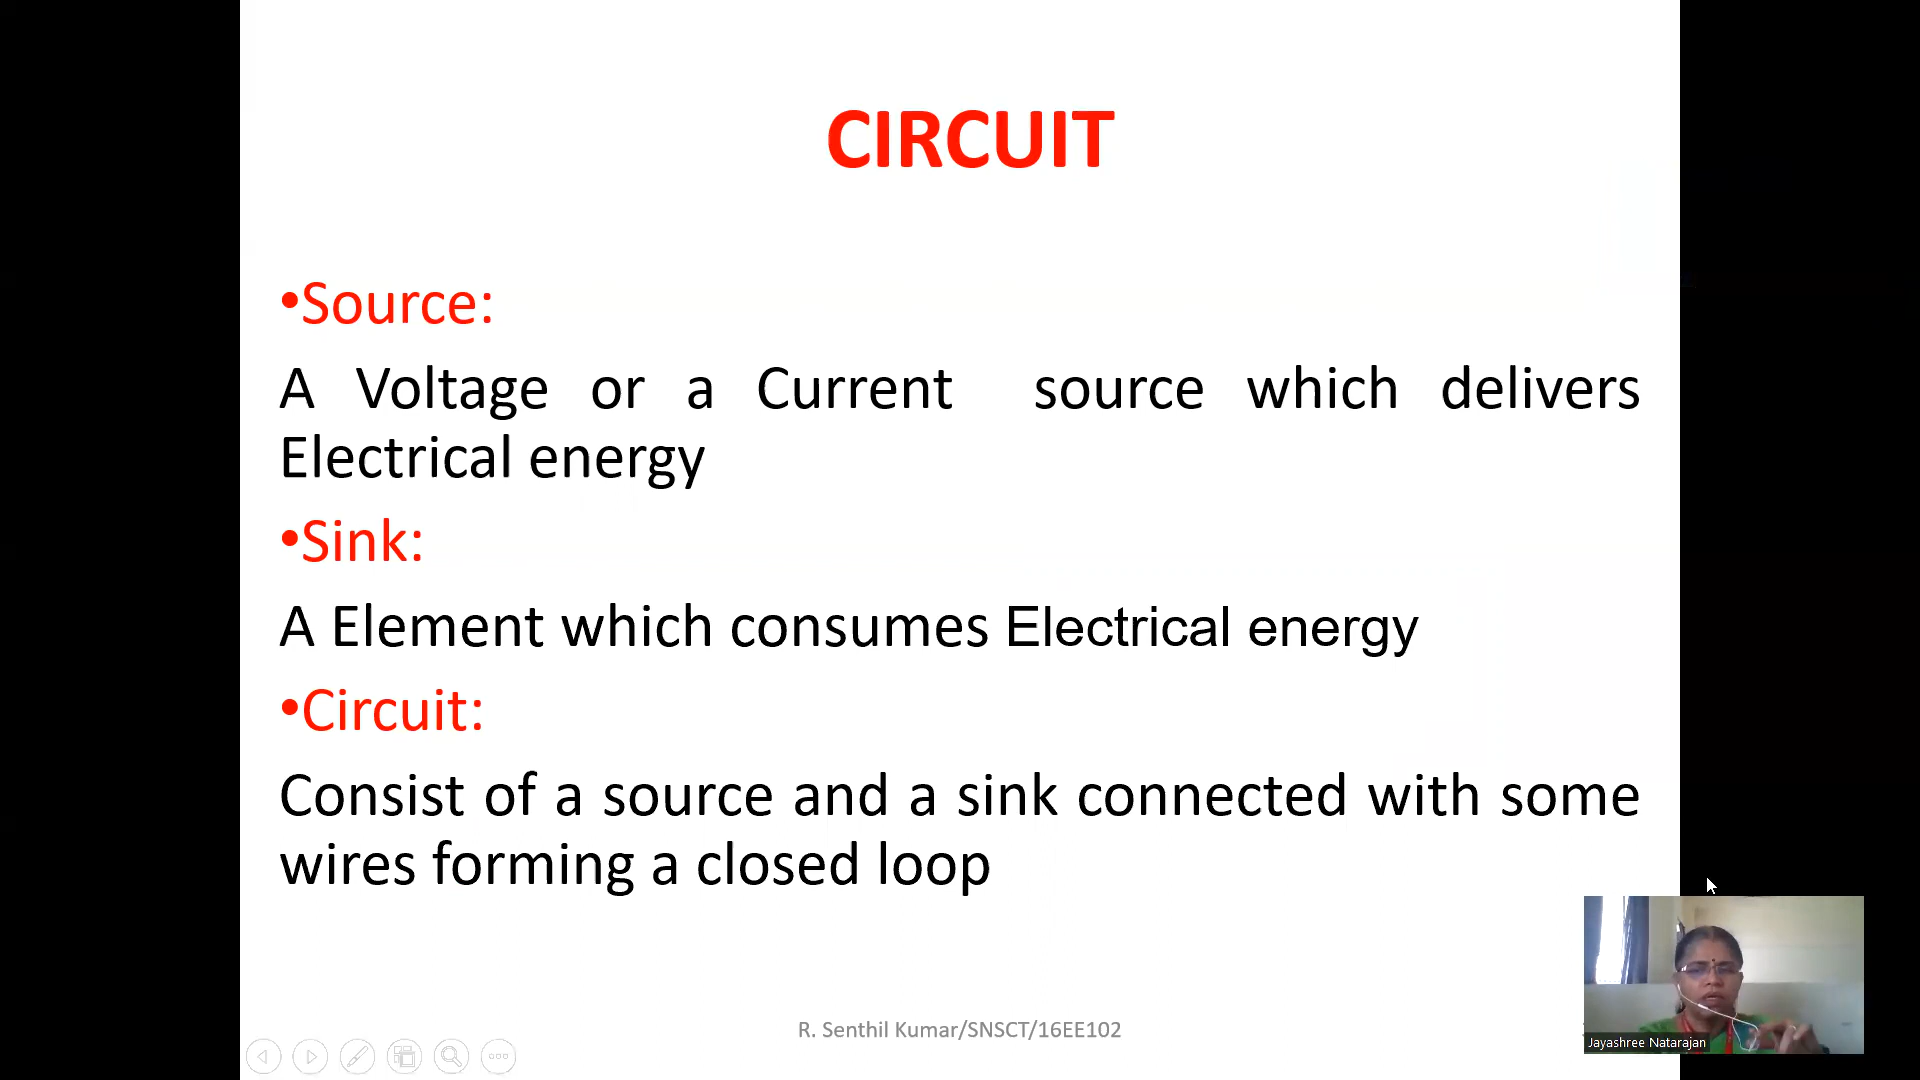 CIRCUIT
•Source:
A Voltage or a Current source which delivers
Electrical energy
•Sink:
A Element which consumes Electrical energy
•Circuit:
Consist of a source and a sink connected with some
wires forming a closed loop
R. Senthil Kumar/SNSCT/16EE102
Jayashree Natarajan